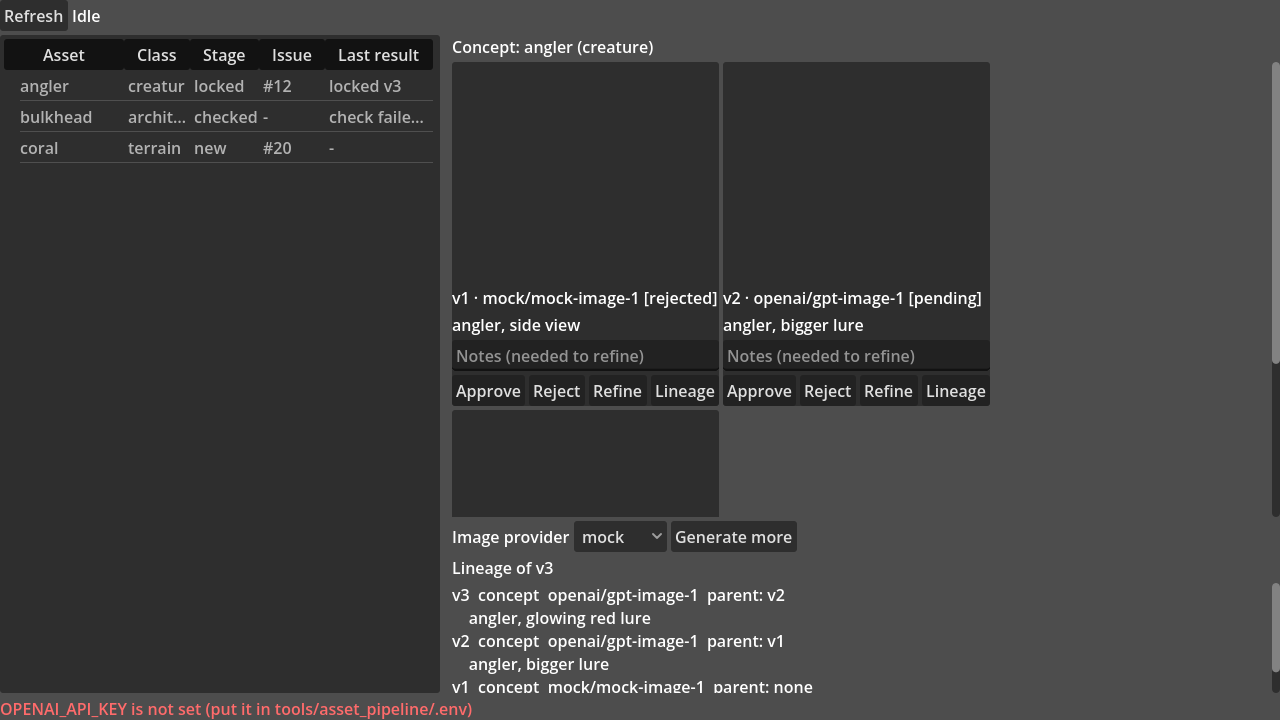 Refresh Idle
Asset Class Stage Issue Last result
angler creatur locked #12 locked v3
bulkhead archit... checked - check faile...
coral terrain new #20 -
Concept: angler (creature)
v1 · mock/mock-image-1 [rejected] v2 · openai/gpt-image-1 [pending]
angler, side view angler, bigger lure
Notes (needed to refine) Notes (needed to refine)
Approve Reject Refine Lineage Approve Reject Refine Lineage
Image provider mock Generate more
Lineage of v3
v3 concept openai/gpt-image-1 parent: v2
angler, glowing red lure
v2 concept openai/gpt-image-1 parent: v1
angler, bigger lure
v1 concept mock/mock-image-1 parent: none
OPENAI_API_KEY is not set (put it in tools/asset_pipeline/.env)